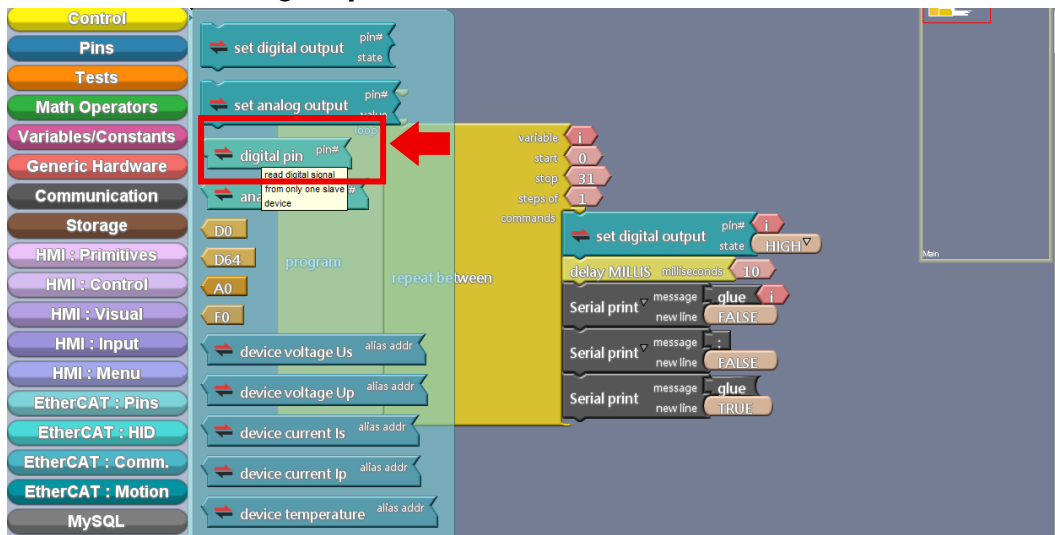 Control
Pins
Tests
Math Operators
Variables/Constants
Generic Hardware
Communication
Storage
HMI : Primitives
HMI : Control
HMI : Visual
HMI : Input
HMI : Menu
EtherCAT : Pins
EtherCAT : HID
EtherCAT : Comm.
EtherCAT : Motion
MySQL
set digital output pin#
state
set analog output pin#
value
loop
digital pin pin#
read digital signal
from only one slave
device
ana #
D0
D64
A0
F0
program
device voltage Us alias addr
device voltage Up alias addr
device current Is alias addr
device current Ip alias addr
device temperature alias addr
repeat between
variable i
start 0
stop 31
steps of 1
commands
set digital output pin# i
state HIGH
delay MILLIS milliseconds 10
Serial print message glue i
new line FALSE
Serial print message :
new line FALSE
Serial print message glue
new line TRUE
Main